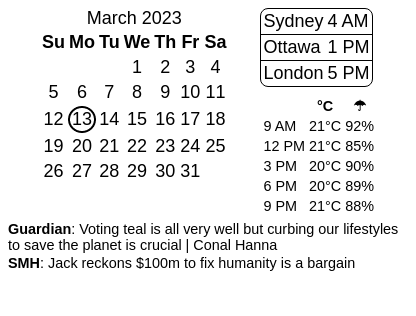 March 2023
Su Mo Tu We Th Fr Sa
1 2 3 4
5 6 7 8 9 10 11
12 13 14 15 16 17 18
19 20 21 22 23 24 25
26 27 28 29 30 31
Sydney 4 AM
Ottawa 1 PM
London 5 PM
°C ☂
9 AM 21°C 92%
12 PM 21°C 85%
3 PM 20°C 90%
6 PM 20°C 89%
9 PM 21°C 88%
Guardian: Voting teal is all very well but curbing our lifestyles
to save the planet is crucial | Conal Hanna
SMH: Jack reckons $100m to fix humanity is a bargain